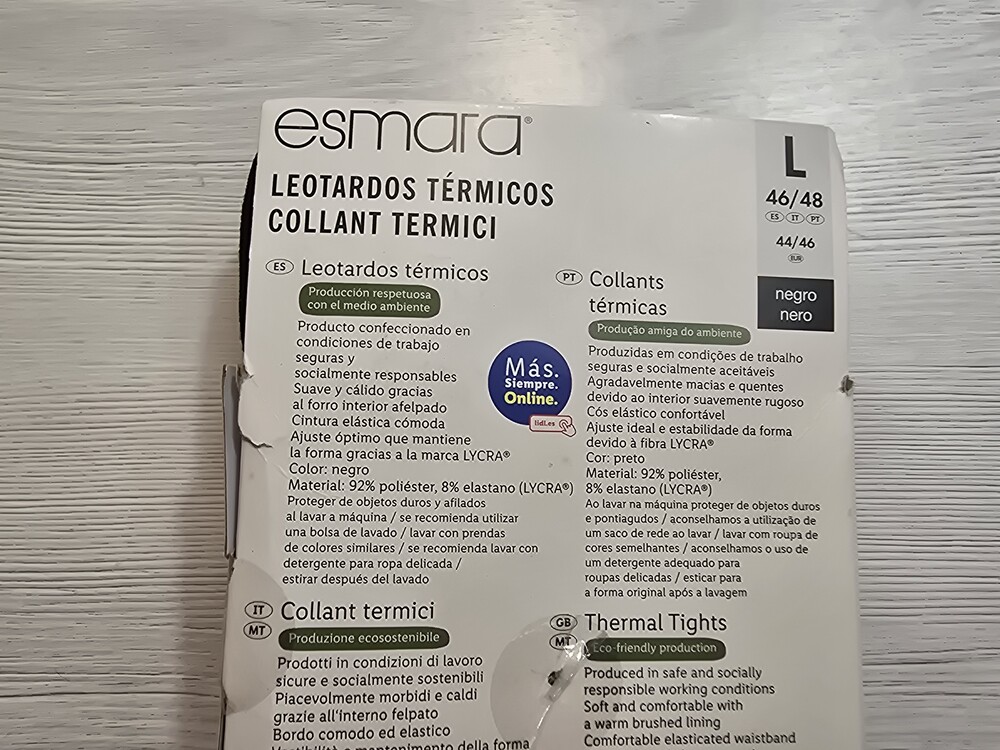 esmara®
LEOTARDOS TÉRMICOS
COLLANT TERMICI
L
46/48
ES IT PT
44/46
EUR
negro
nero
ES Leotardos térmicos
Producción respetuosa
con el medio ambiente
Producto confeccionado en
condiciones de trabajo
seguras y
socialmente responsables
Suave y cálido gracias
al forro interior afelpado
Cintura elástica cómoda
Ajuste óptimo que mantiene
la forma gracias a la marca LYCRA®
Color: negro
Material: 92% poliéster, 8% elastano (LYCRA®)
Proteger de objetos duros y afilados
al lavar a máquina / se recomienda utilizar
una bolsa de lavado / lavar con prendas
de colores similares / se recomienda lavar con
detergente para ropa delicada /
estirar después del lavado
Más.
Siempre.
Online.
lidl.es
PT Collants
térmicas
Produção amiga do ambiente
Produzidas em condições de trabalho
seguras e socialmente aceitáveis
Agradavelmente macias e quentes
devido ao interior suavemente rugoso
Cós elástico confortável
Ajuste ideal e estabilidade da forma
devido à fibra LYCRA®
Cor: preto
Material: 92% poliéster,
8% elastano (LYCRA®)
Ao lavar na máquina proteger de objetos duros
e pontiagudos / aconselhamos a utilização de
um saco de rede ao lavar / lavar com roupa de
cores semelhantes / aconselhamos o uso de
um detergente adequado para
roupas delicadas / esticar para
a forma original após a lavagem
IT MT Collant termici
Produzione ecosostenibile
Prodotti in condizioni di lavoro
sicure e socialmente sostenibili
Piacevolmente morbidi e caldi
grazie all'interno felpato
Bordo comodo ed elastico
Vestibilità e mantenimento della forma
GB MT Thermal Tights
Eco-friendly production
Produced in safe and socially
responsible working conditions
Soft and comfortable with
a warm brushed lining
Comfortable elasticated waistband